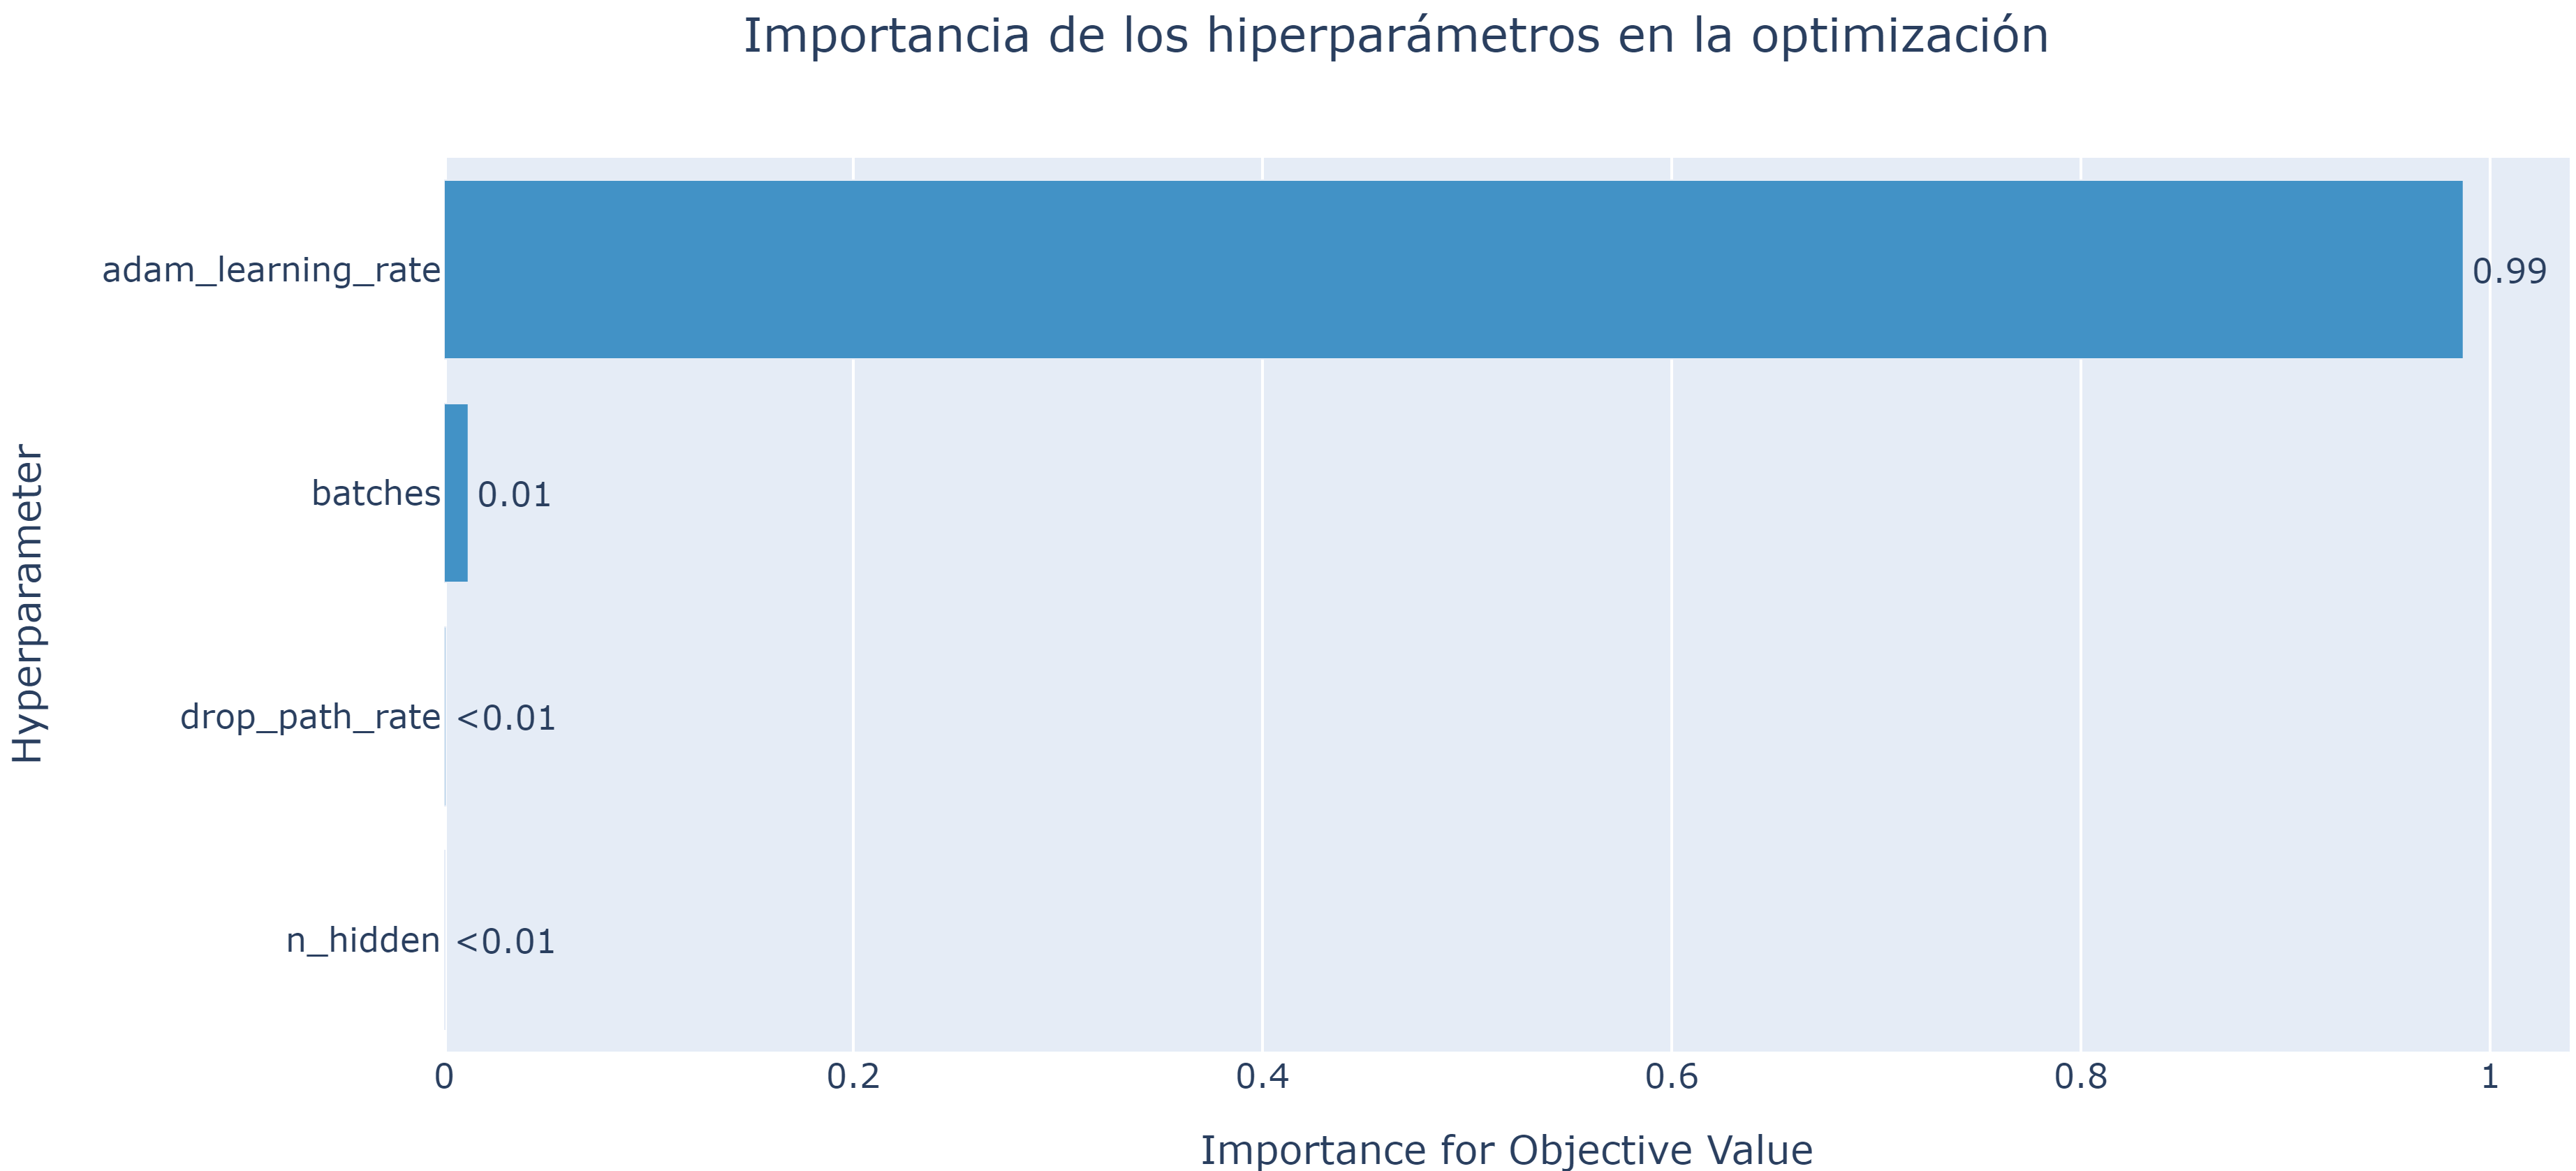 Importancia de los hiperparámetros en la optimización
Hyperparameter
adam_learning_rate
0.99
batches
0.01
drop_path_rate
<0.01
n_hidden
<0.01
0 0.2 0.4 0.6 0.8 1
Importance for Objective Value